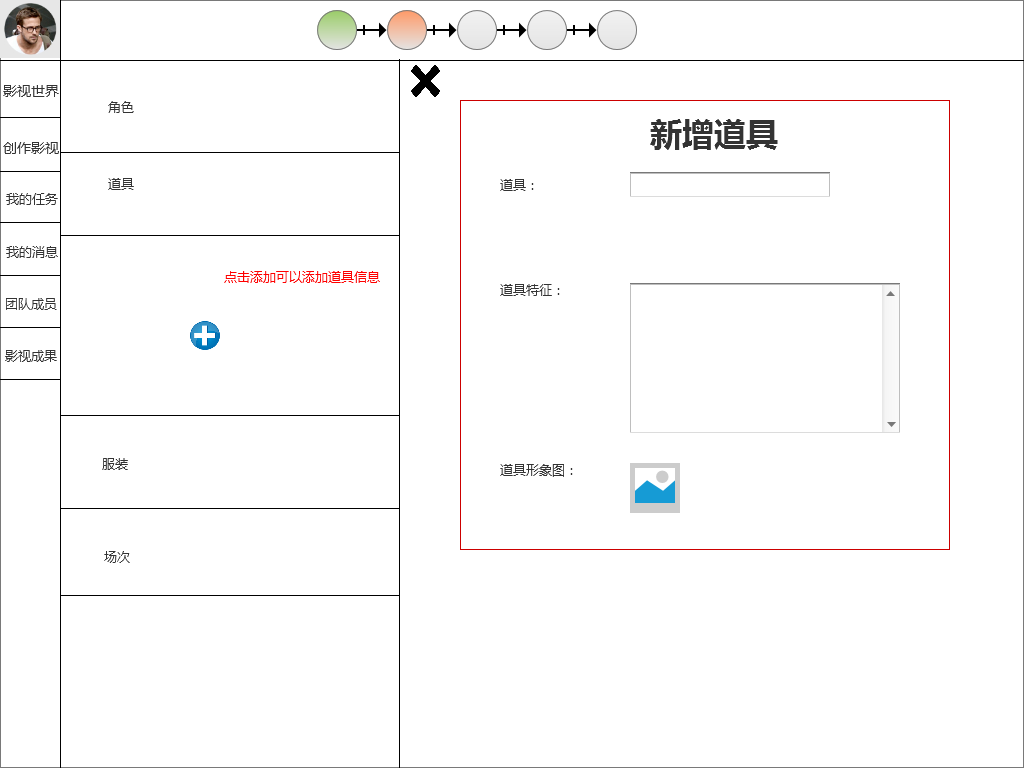 影视世界
创作影视
我的任务
我的消息
团队成员
影视成果
角色
道具
点击添加可以添加道具信息
服装
场次
新增道具
道具：
道具特征：
道具形象图：